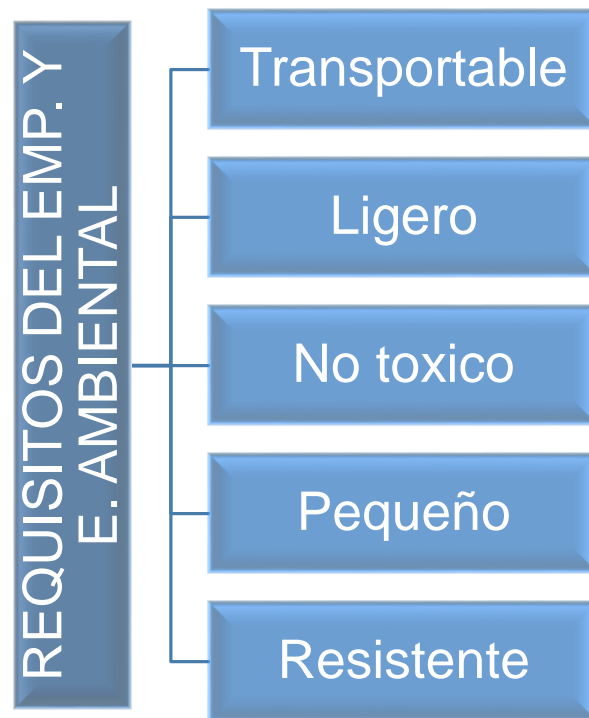 REQUISITOS DEL EMP. Y
E. AMBIENTAL
Transportable
Ligero
No toxico
Pequeño
Resistente